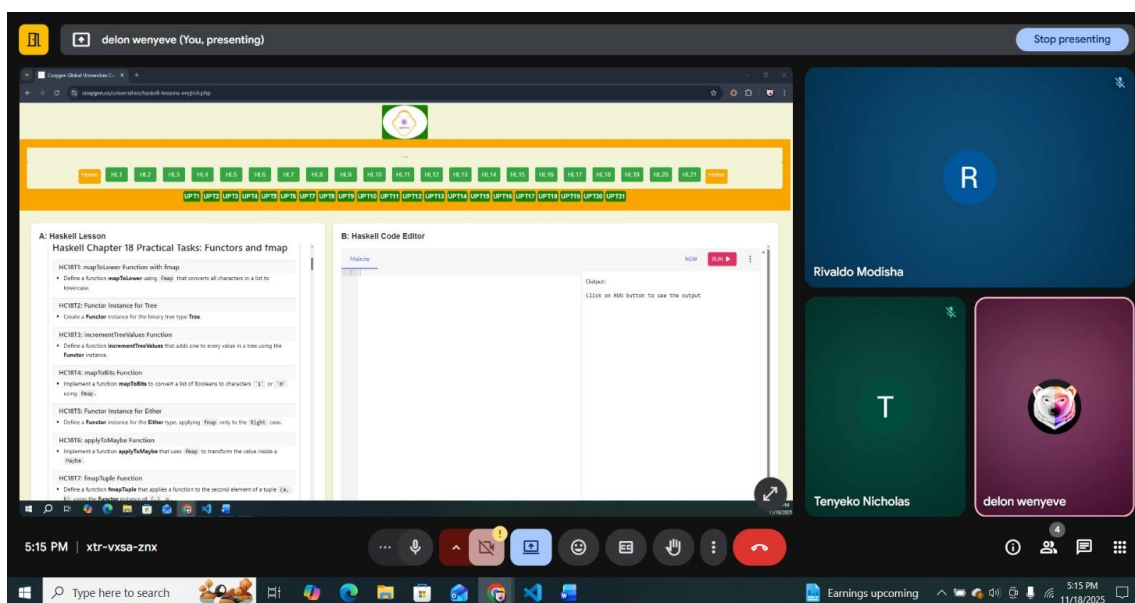 delon wenyeve (You, presenting)
Stop presenting
Coxygen Global Universities Co
coxygen.co/universities/haskell-lessons-english.php
...
Home HL1 HL2 HL3 HL4 HL5 HL6 HL7 HL8 HL9 HL10 HL11 HL12 HL13 HL14 HL15 HL16 HL17 HL18 HL19 HL20 HL21 Home
UPT1 UPT2 UPT3 UPT4 UPT5 UPT6 UPT7 UPT8 UPT9 UPT10 UPT11 UPT12 UPT13 UPT14 UPT15 UPT16 UPT17 UPT18 UPT19 UPT20 UPT21
A: Haskell Lesson
Haskell Chapter 18 Practical Tasks: Functors and fmap
HC18T1: mapToLower Function with fmap
Define a function mapToLower using fmap that converts all characters in a list to
lowercase.
HC18T2: Functor Instance for Tree
Create a Functor instance for the binary tree type Tree.
HC18T3: incrementTreeValues Function
Define a function incrementTreeValues that adds one to every value in a tree using the
Functor instance.
HC18T4: mapToBits Function
Implement a function mapToBits to convert a list of Booleans to characters '1' or '0'
using fmap.
HC18T5: Functor Instance for Either
Define a Functor instance for the Either type, applying fmap only to the Right case.
HC18T6: applyToMaybe Function
Implement a function applyToMaybe that uses fmap to transform the value inside a
Maybe.
HC18T7: fmapTuple Function
Define a function fmapTuple that applies a function to the second element of a tuple (a,
b) using the Functor instance of (,) a.
B: Haskell Code Editor
Main.hs
NEW
RUN
1
Output:
Click on RUN button to see the output
11/18/2025
R
Rivaldo Modisha
T
Tenyeko Nicholas
delon wenyeve
5:15 PM | xtr-vxsa-znx
4
Type here to search
Earnings upcoming
5:15 PM
11/18/2025